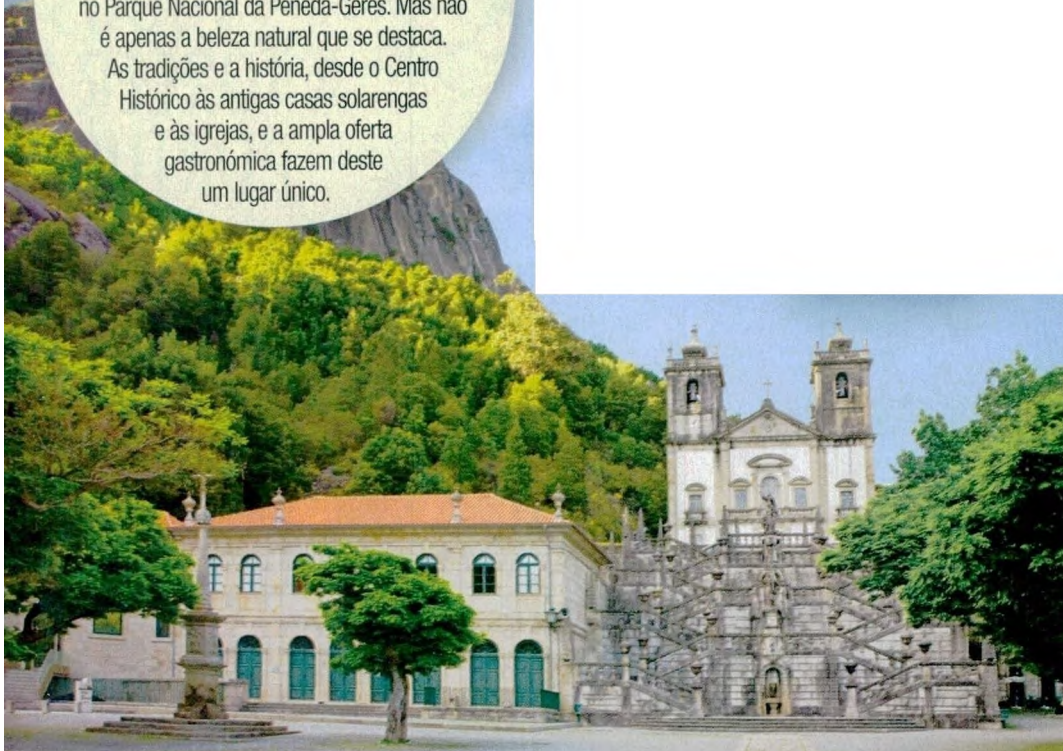 no Parque Nacional da Peneda-Gerês. Mas não
é apenas a beleza natural que se destaca.
As tradições e a história, desde o Centro
Histórico às antigas casas solarengas
e às igrejas, e a ampla oferta
gastronómica fazem deste
um lugar único.